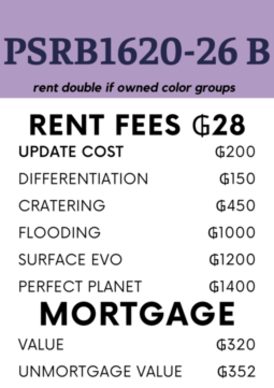 PSRB1620-26 B
rent double if owned color groups
RENT FEES ₲28
UPDATE COST ₲200
DIFFERENTIATION ₲150
CRATERING ₲450
FLOODING ₲1000
SURFACE EVO ₲1200
PERFECT PLANET ₲1400
MORTGAGE
VALUE ₲320
UNMORTGAGE VALUE ₲352